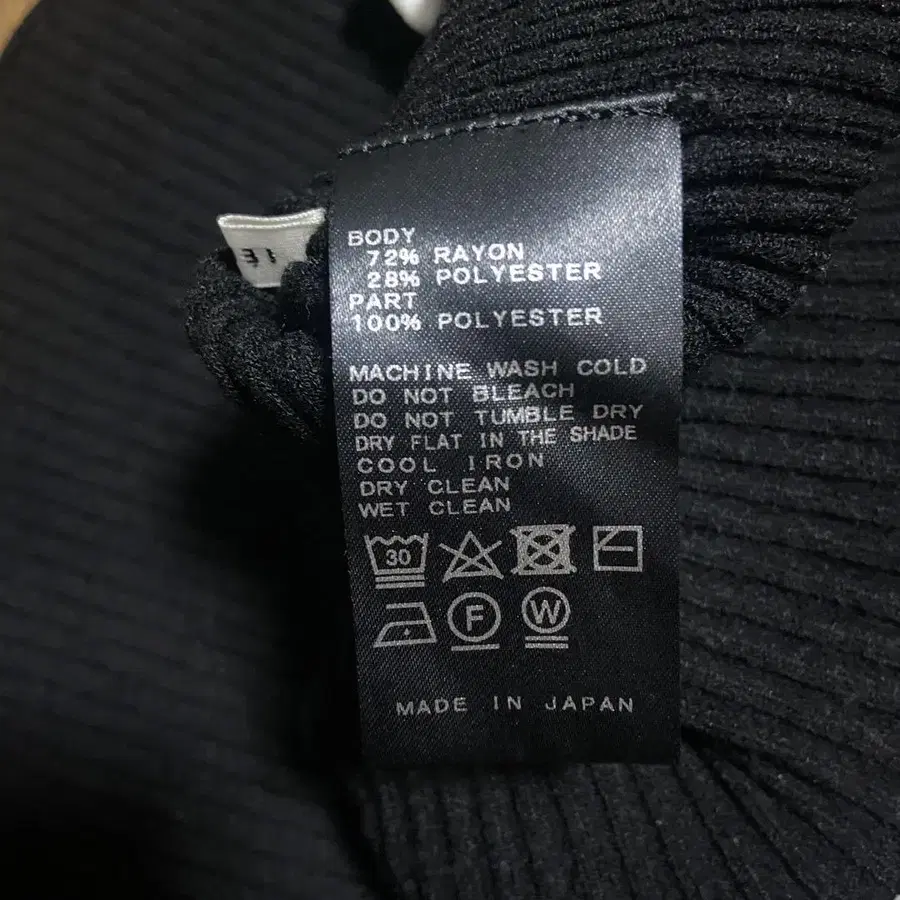 BODY
72% RAYON
28% POLYESTER
PART
100% POLYESTER
MACHINE WASH COLD
DO NOT BLEACH
DO NOT TUMBLE DRY
DRY FLAT IN THE SHADE
COOL IRON
DRY CLEAN
WET CLEAN
30
F W
MADE IN JAPAN